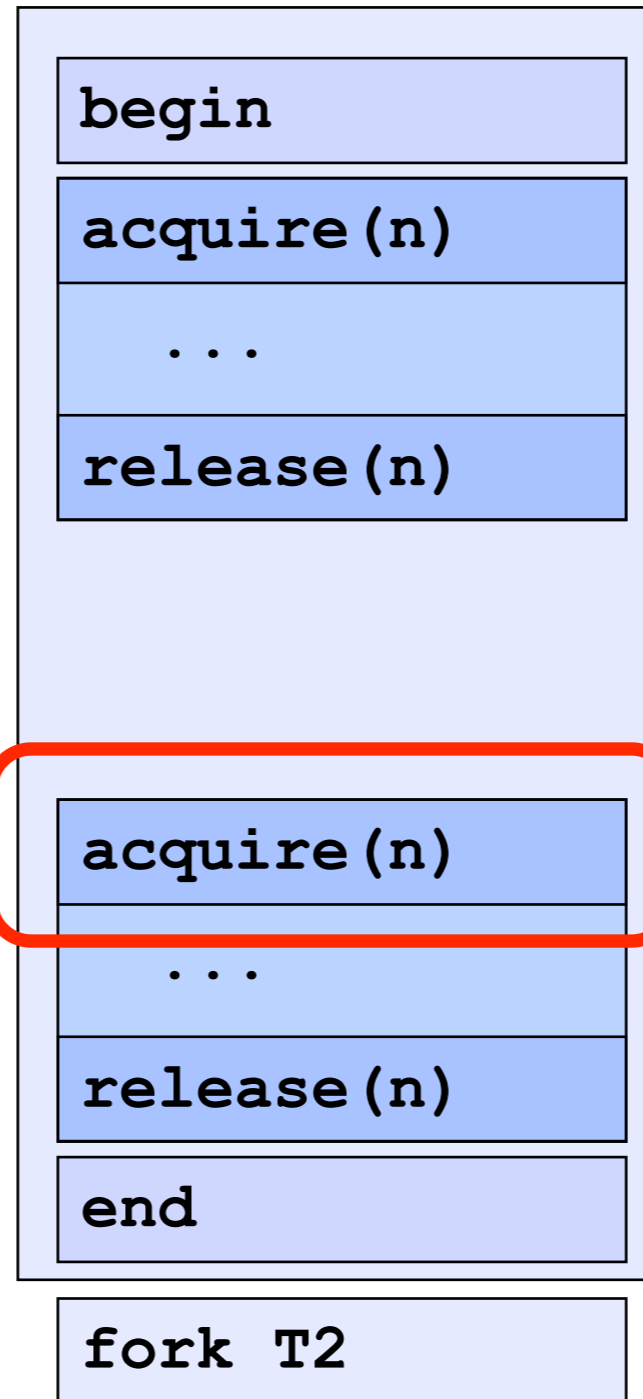 begin
acquire(n)
...
release(n)
acquire(n)
...
release(n)
end
fork T2